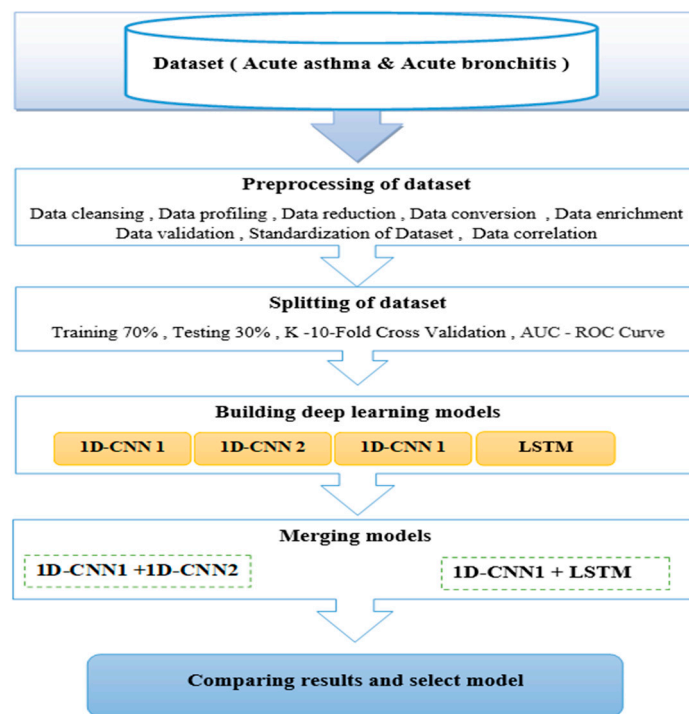 Dataset ( Acute asthma & Acute bronchitis )
Preprocessing of dataset
Data cleansing , Data profiling , Data reduction , Data conversion , Data enrichment
Data validation , Standardization of Dataset , Data correlation
Splitting of dataset
Training 70% , Testing 30% , K -10-Fold Cross Validation , AUC - ROC Curve
Building deep learning models
1D-CNN 1 1D-CNN 2 1D-CNN 1 LSTM
Merging models
1D-CNN1 +1D-CNN2 1D-CNN1 + LSTM
Comparing results and select model